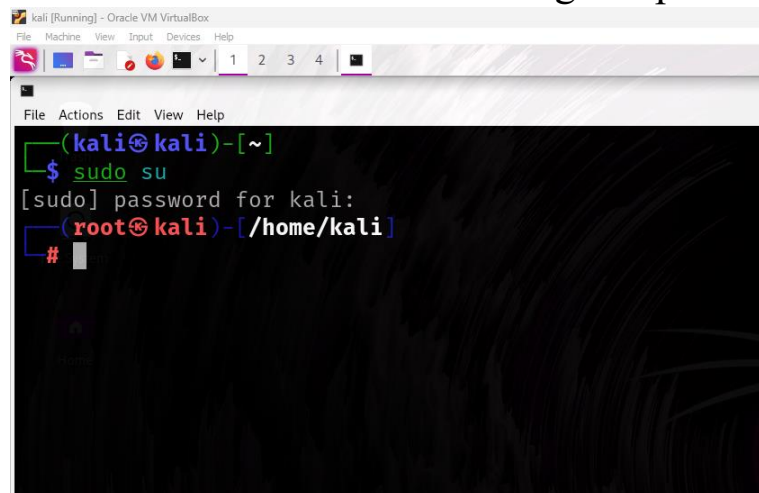 kali [Running] - Oracle VM VirtualBox
File Machine View Input Devices Help
1 2 3 4
File Actions Edit View Help
(kali㉿kali)-[~]
$ sudo su
[sudo] password for kali:
(root㉿kali)-[/home/kali]
#
Home